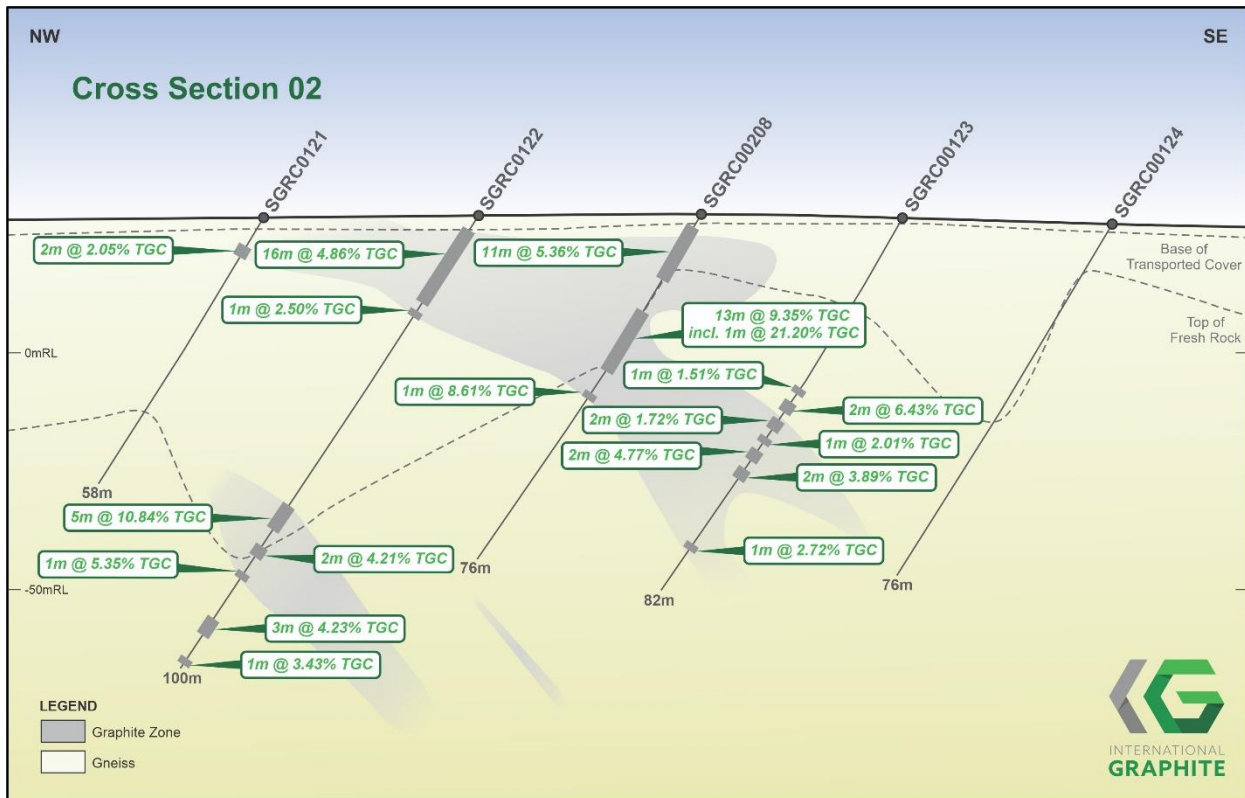 NW
SE
Cross Section 02
SGRC0121
SGRC0122
SGRC00208
SGRC00123
SGRC00124
2m @ 2.05% TGC
16m @ 4.86% TGC
11m @ 5.36% TGC
Base of
Transported Cover
1m @ 2.50% TGC
13m @ 9.35% TGC
incl. 1m @ 21.20% TGC
Top of
Fresh Rock
0mRL
1m @ 1.51% TGC
1m @ 8.61% TGC
2m @ 6.43% TGC
2m @ 1.72% TGC
1m @ 2.01% TGC
2m @ 4.77% TGC
2m @ 3.89% TGC
58m
5m @ 10.84% TGC
1m @ 5.35% TGC
2m @ 4.21% TGC
1m @ 2.72% TGC
76m
76m
-50mRL
82m
3m @ 4.23% TGC
1m @ 3.43% TGC
100m
LEGEND
Graphite Zone
Gneiss
INTERNATIONAL
GRAPHITE